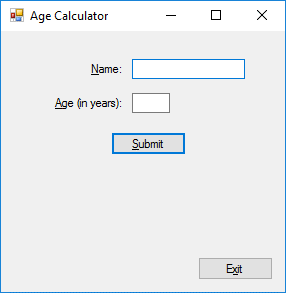 Age Calculator
Name:
Age (in years):
Submit
Exit